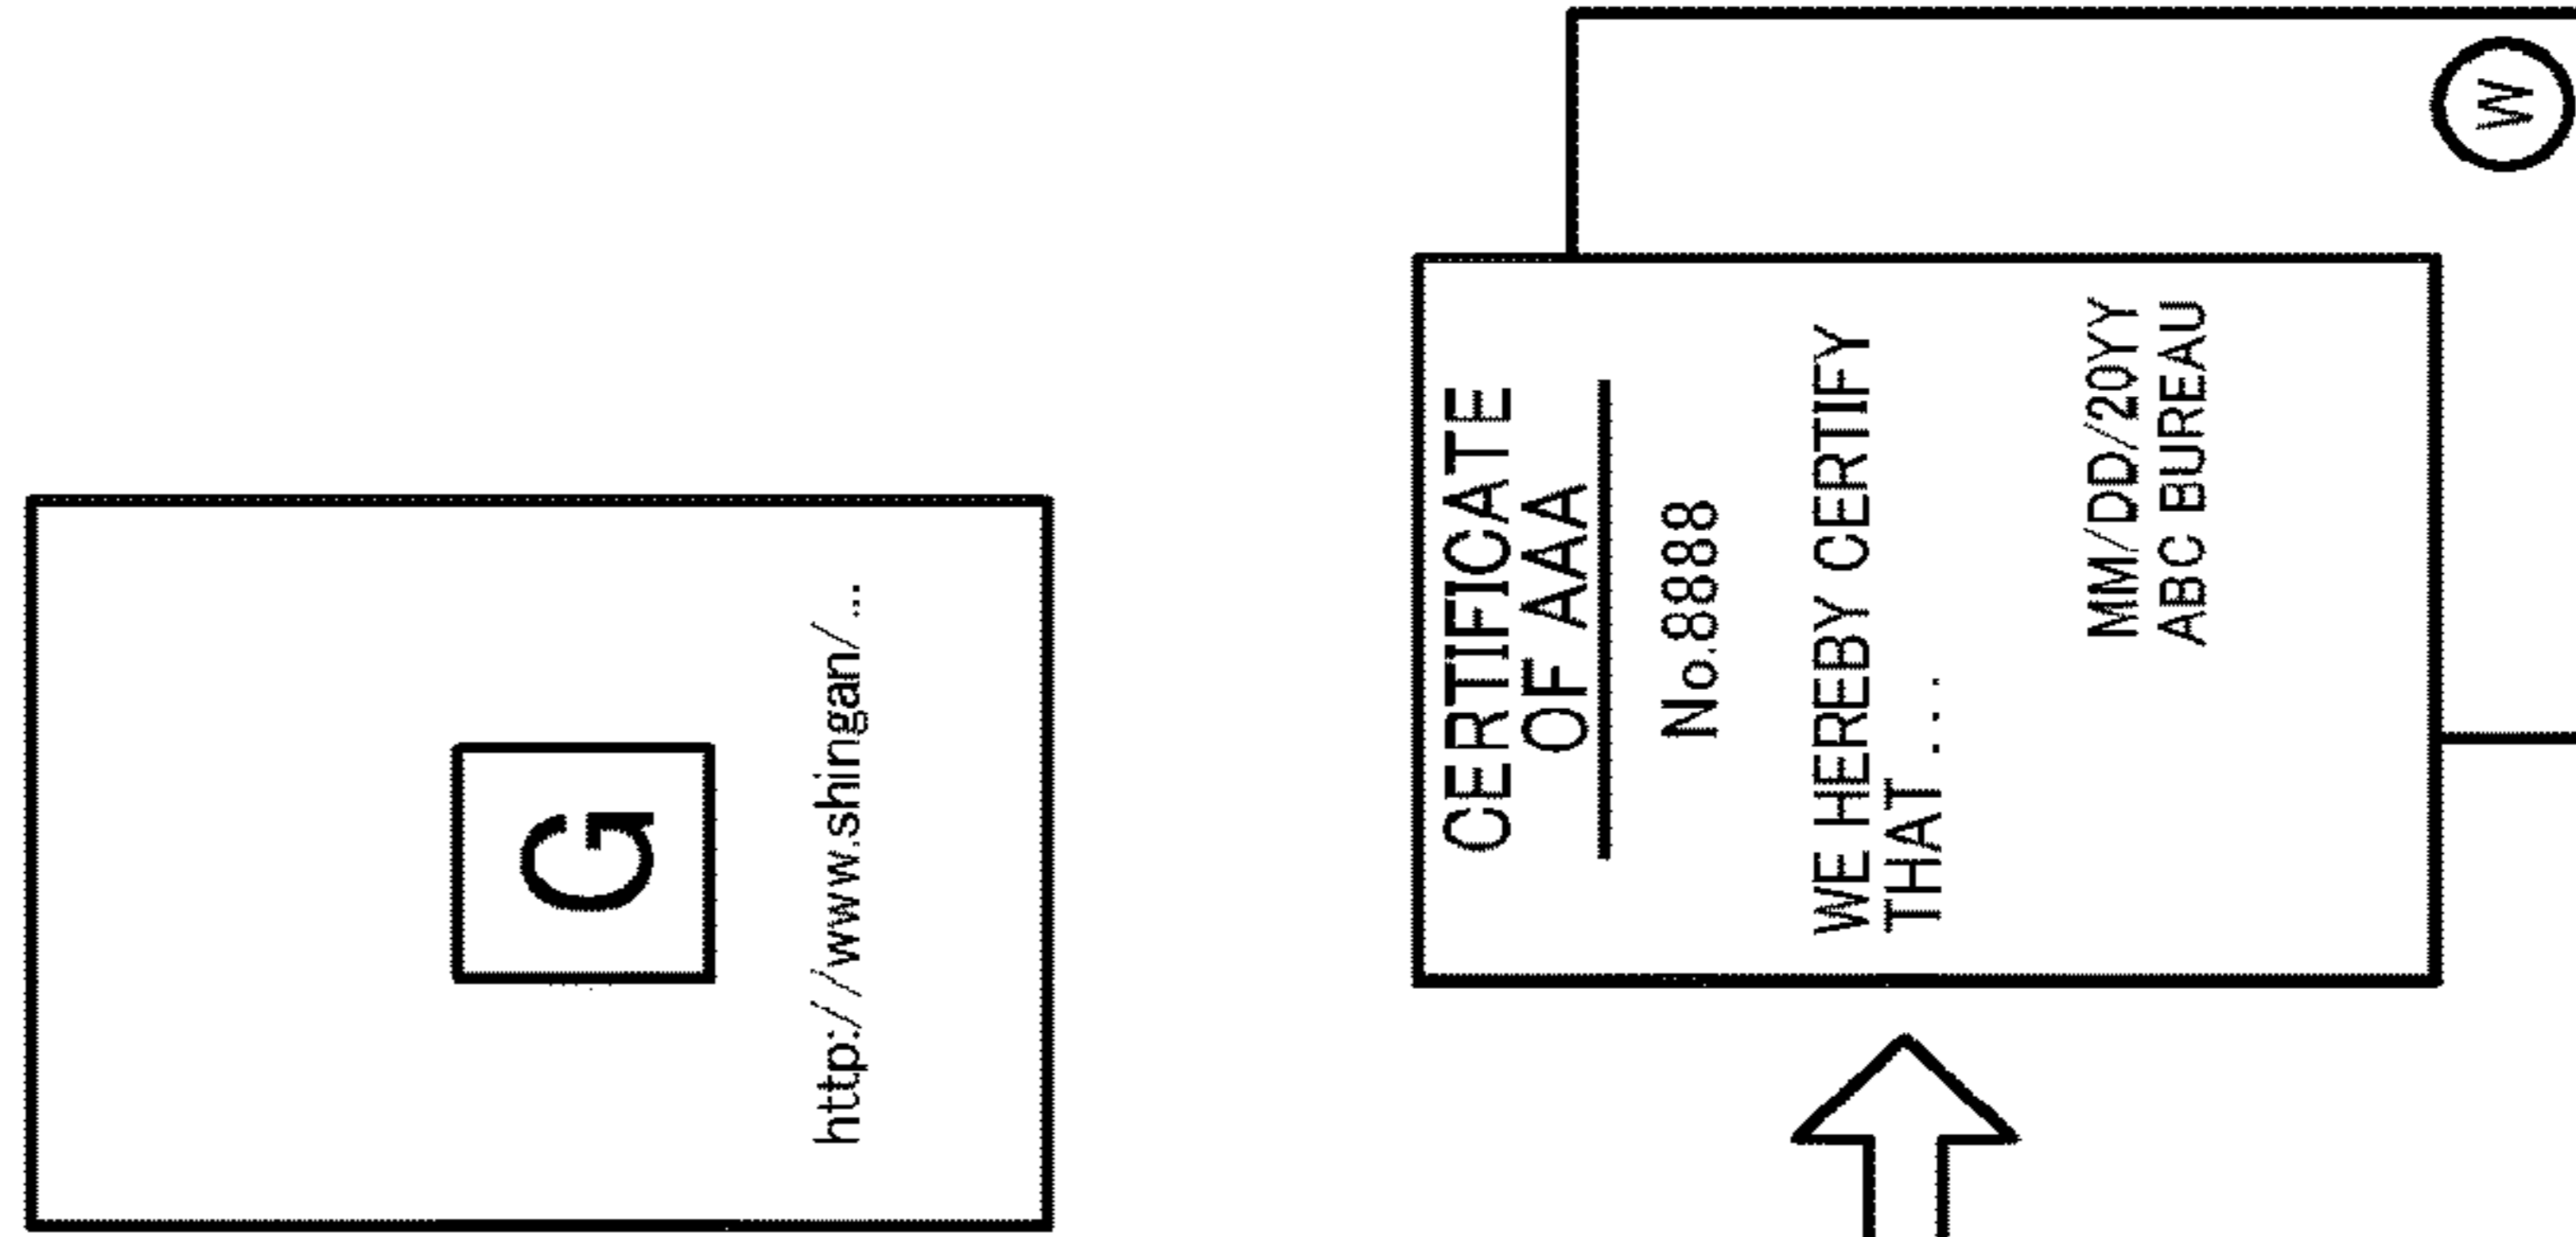 G
http://www.shingan/...
CERTIFICATE
OF AAA
No.8888
WE HEREBY CERTIFY
THAT....
MM/DD/20YY
ABC BUREAU
W